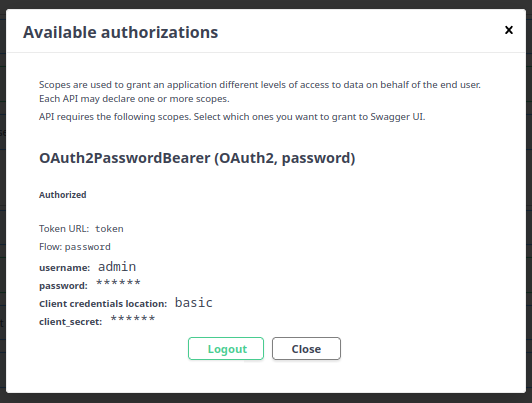 Available authorizations
x
Scopes are used to grant an application different levels of access to data on behalf of the end user.
Each API may declare one or more scopes.
API requires the following scopes. Select which ones you want to grant to Swagger UI.
OAuth2PasswordBearer (OAuth2, password)
Authorized
Token URL: token
Flow: password
username: admin
password: ******
Client credentials location: basic
client_secret: ******
Logout Close